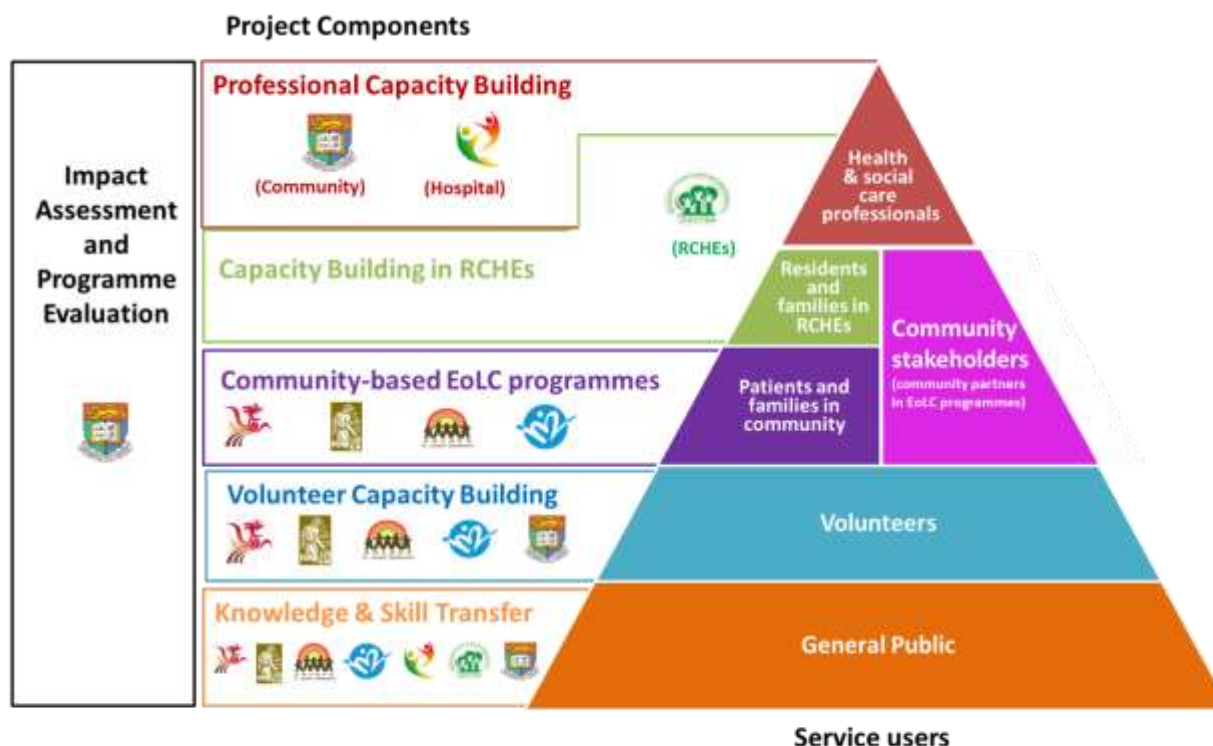 Project Components
Impact
Assessment
and
Programme
Evaluation
Professional Capacity Building
(Community)
(Hospital)
(RCHEs)
Capacity Building in RCHEs
Community-based EoLC programmes
Volunteer Capacity Building
Knowledge & Skill Transfer
Health
& social
care
professionals
Residents
and
families in
RCHEs
Community
stakeholders
(community partners
in EoLC programmes)
Patients and
families in
community
Volunteers
General Public
Service users